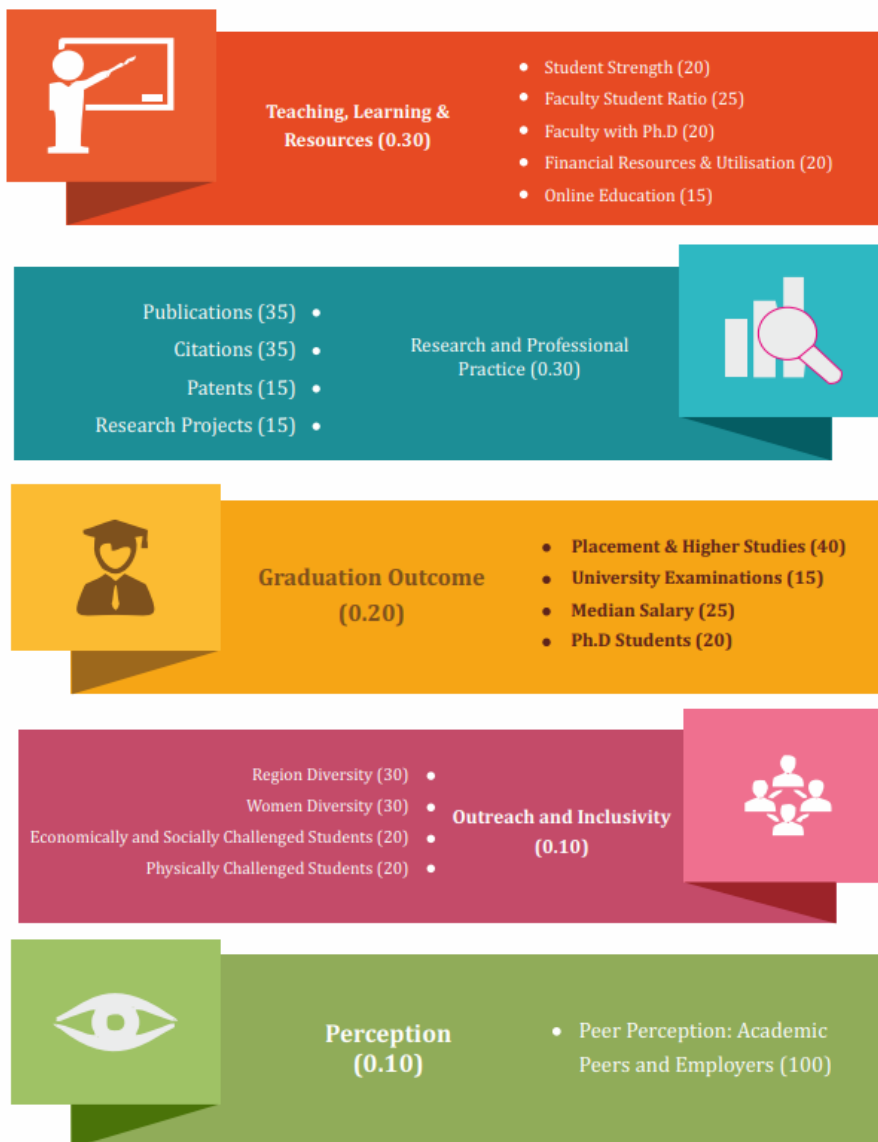 Teaching, Learning &
Resources (0.30)
• Student Strength (20)
• Faculty Student Ratio (25)
• Faculty with Ph.D (20)
• Financial Resources & Utilisation (20)
• Online Education (15)
Publications (35) •
Citations (35) •
Patents (15) •
Research Projects (15) •
Research and Professional
Practice (0.30)
Graduation Outcome
(0.20)
• Placement & Higher Studies (40)
• University Examinations (15)
• Median Salary (25)
• Ph.D Students (20)
Region Diversity (30) •
Women Diversity (30) •
Economically and Socially Challenged Students (20) •
Physically Challenged Students (20) •
Outreach and Inclusivity
(0.10)
Perception
(0.10)
• Peer Perception: Academic
Peers and Employers (100)